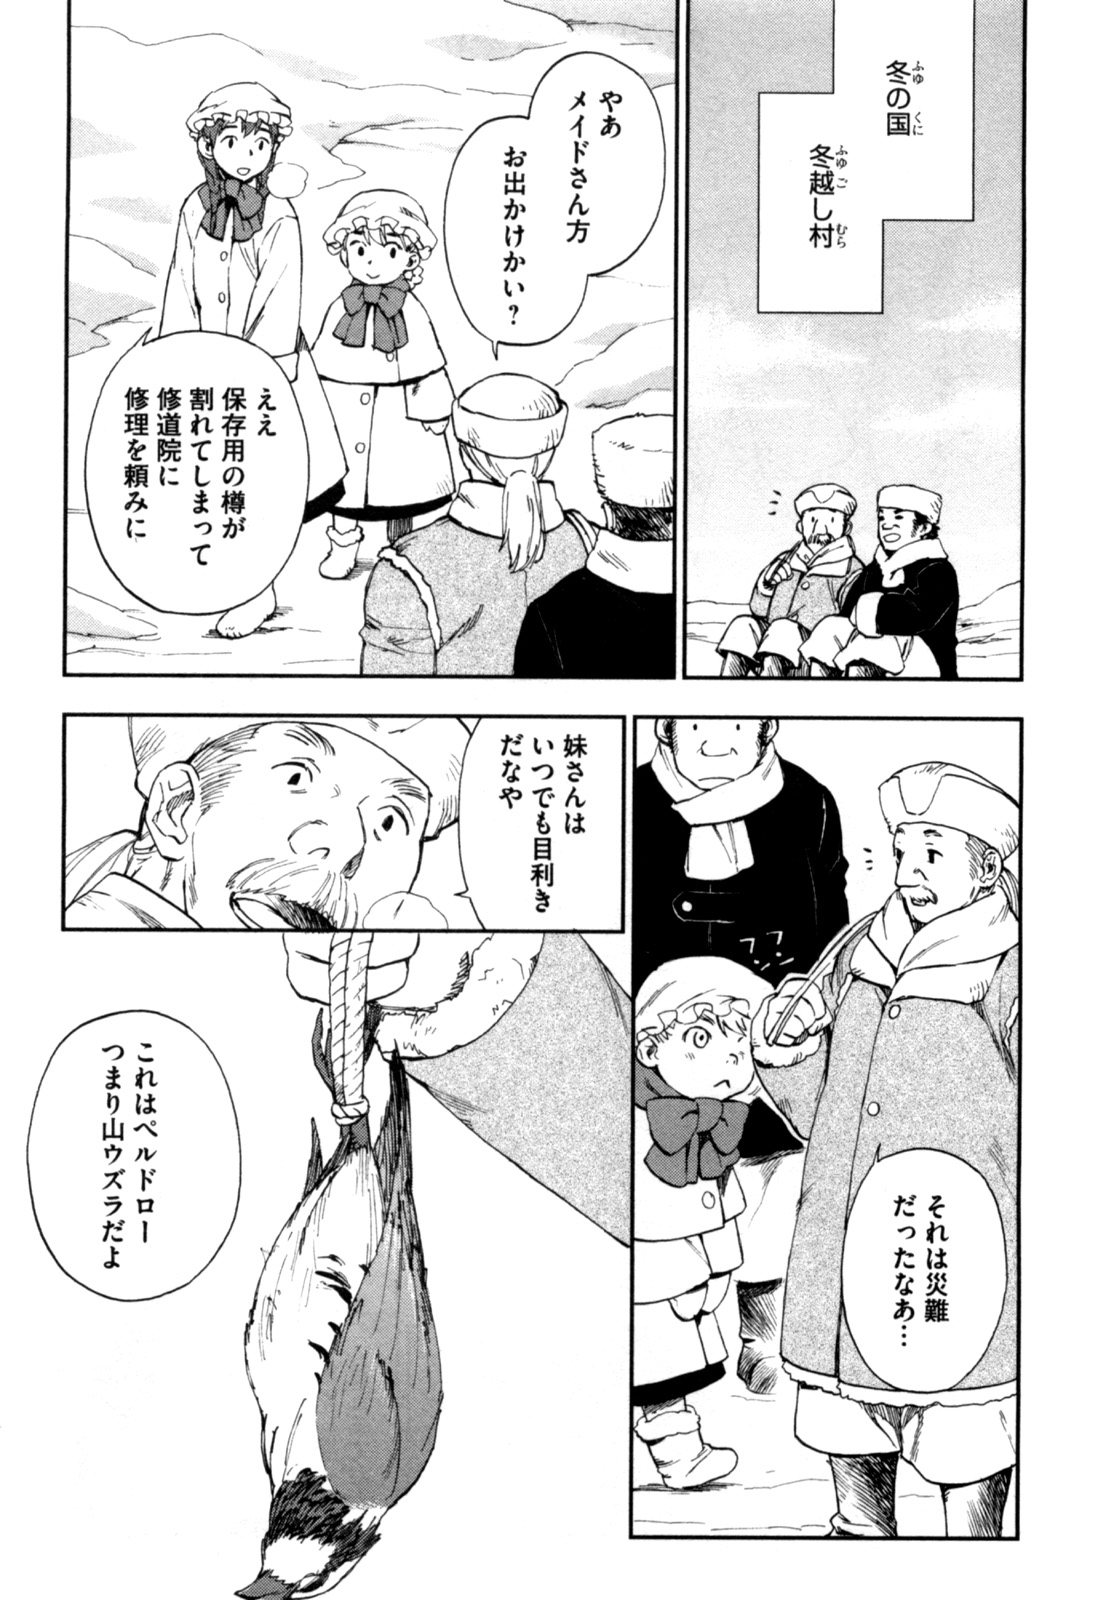 冬の国
冬越し村
やあ
メイドさん方
お出かけかい?
ええ
保存用の樽が
割れてしまって
修道院に
修理を頼みに
それは災難
だったなあ…
妹さんは
いつでも目利き
だなや
これはペルドロー
つまり山ウズラだよ